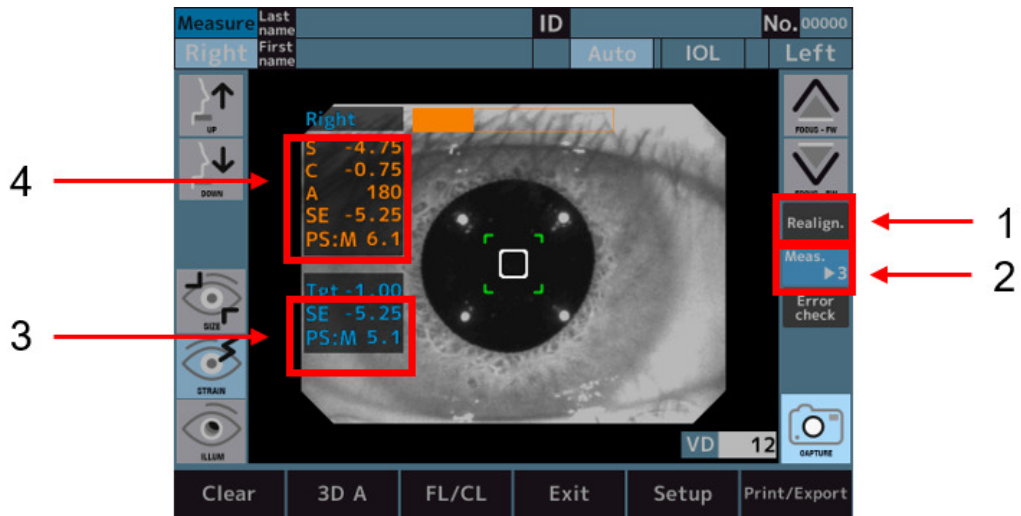 Measure Last name ID No. 00000
Right First name Auto IOL Left
UP
DOWN
Right
S -4.75
C -0.75
A 180
SE -5.25
PS:M 6.1
Tgt -1.00
SE -5.25
PS:M 5.1
4
3
SIZE
STRAIN
ILLUM
FOCUS - FW
Realign.
1
Meas.
▶3
2
Error
check
CAPTURE
VD 12
Clear 3D A FL/CL Exit Setup Print/Export